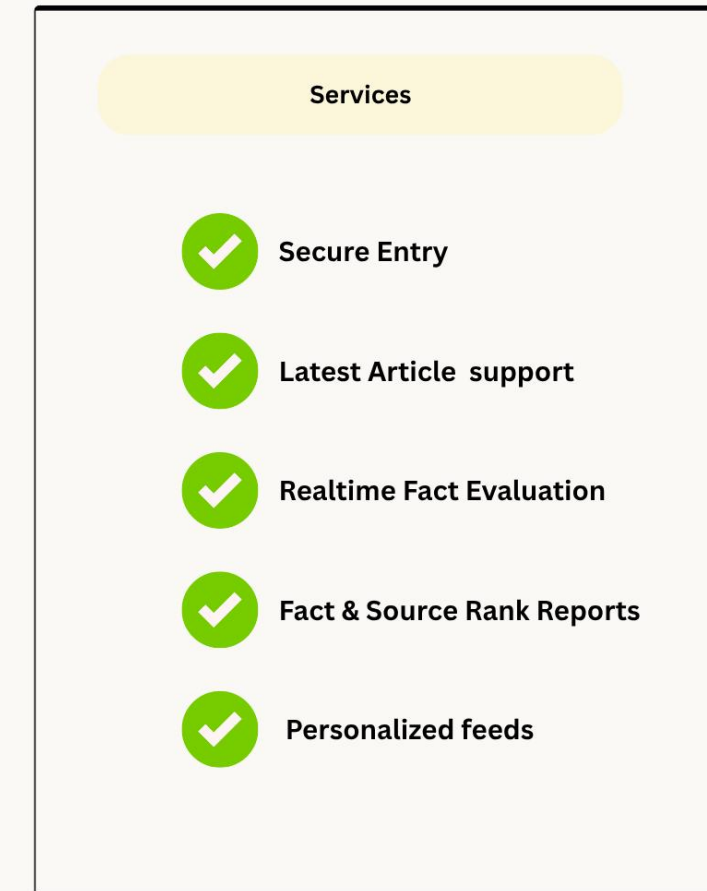 Services
Secure Entry
Latest Article  support
Realtime Fact Evaluation
Fact & Source Rank Reports
Personalized feeds